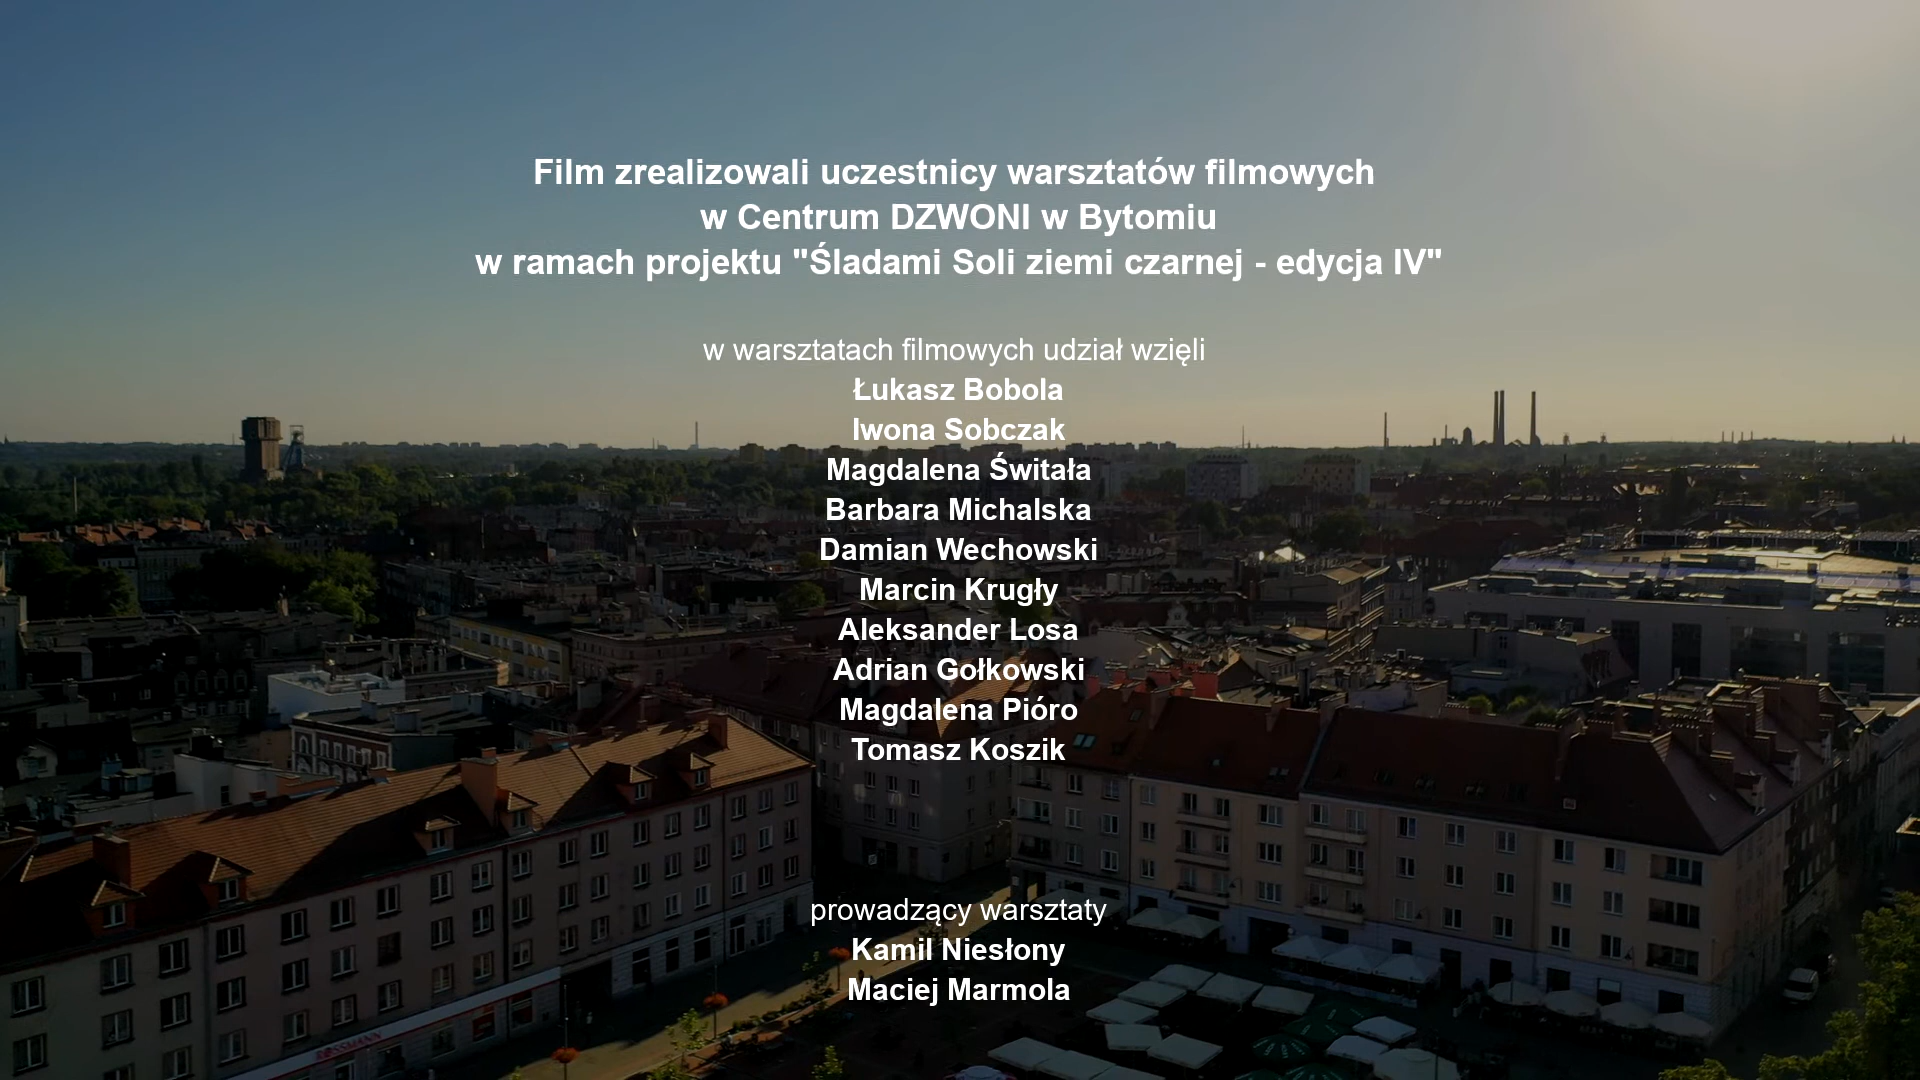 Film zrealizowali uczestnicy warsztatów filmowych
w Centrum DZWONI w Bytomiu
w ramach projektu "Śladami Soli ziemi czarnej - edycja IV"
w warsztatach filmowych udział wzięli
Łukasz Bobola
Iwona Sobczak
Magdalena Świtała
Barbara Michalska
Damian Wechowski
Marcin Krugły
Aleksander Losa
Adrian Gołkowski
Magdalena Pióro
Tomasz Koszik
prowadzący warsztaty
Kamil Niesłony
Maciej Marmola
ROSSMANN